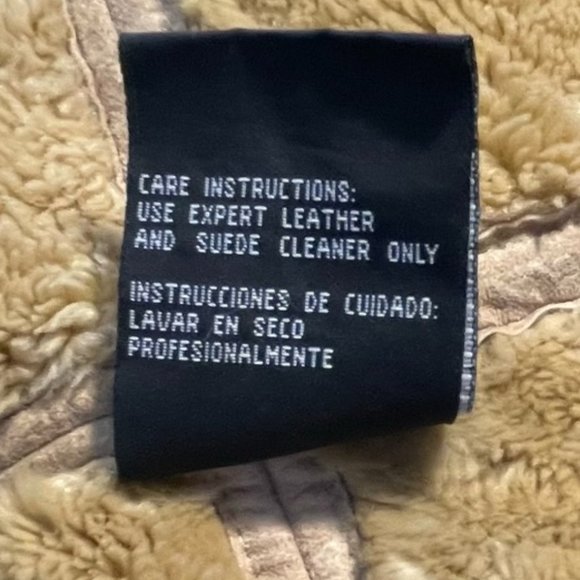 CARE INSTRUCTIONS:
USE EXPERT LEATHER
AND SUEDE CLEANER ONLY
INSTRUCCIONES DE CUIDADO:
LAVAR EN SECO
PROFESIONALMENTE